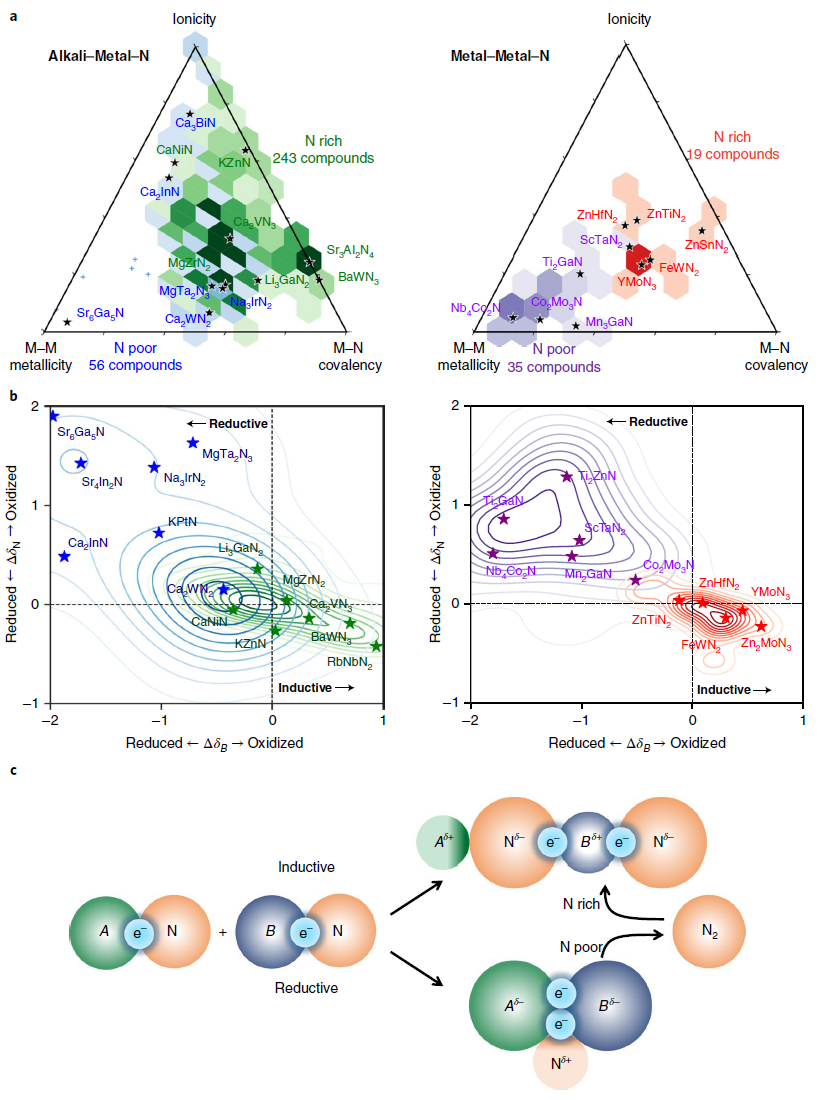 a
Ionicity
Alkali–Metal–N
Ca3BiN
CaNiN
KZnN
Ca2InN
N rich
243 compounds
Ca3VN3
Sr3Al2N4
MgZrN2
BaWN3
Li3GaN2
MgTa2N3
Na3IrN2
Ca2WN2
Sr6Ga5N
M–M
metallicity
N poor
56 compounds
M–N
covalency
Ionicity
Metal–Metal–N
N rich
19 compounds
ZnHfN2
ZnTiN2
ScTaN2
ZnSnN2
Ti2GaN
FeWN2
YMoN3
Nb4Co2N
Co2Mo3N
Mn3GaN
M–M
metallicity
N poor
35 compounds
M–N
covalency
b
2
1
0
−1
−2
−1
0
1
Reduced ← ΔδN → Oxidized
Reduced ← ΔδB → Oxidized
← Reductive
Inductive →
Sr6Ga5N
MgTa2N3
Sr4In2N
Na3IrN2
KPtN
Ca2InN
Li3GaN2
MgZrN2
Ca2WN2
Ca3VN3
CaNiN
BaWN3
KZnN
RbNbN2
2
1
0
−1
−2
−1
0
1
Reduced ← ΔδN → Oxidized
Reduced ← ΔδB → Oxidized
← Reductive
Inductive →
Ti2ZnN
Ti2GaN
ScTaN2
Nb4Co2N
Mn2GaN
Co2Mo3N
ZnHfN2
YMoN3
ZnTiN2
FeWN2
Zn2MoN3
c
A e− N + B e− N
Inductive
Reductive
Aδ+ Nδ− e− Bδ+ e− Nδ−
N rich
N2
N poor
Aδ− e− Bδ−
e−
Nδ+